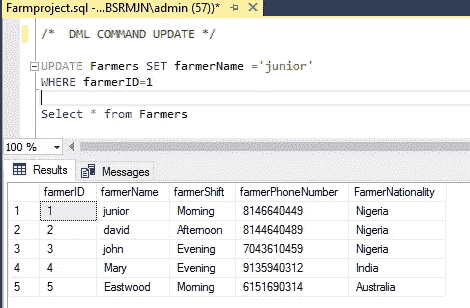 Farmproject.sql -...BSRMJN\admin (57))*
/* DML COMMAND UPDATE */
UPDATE Farmers SET farmerName ='junior'
WHERE farmerID=1
Select * from Farmers
100 %
Results Messages
farmerID farmerName farmerShift farmerPhoneNumber FarmerNationality
1 1 junior Morning 8146640449 Nigeria
2 2 david Afternoon 8144640489 Nigeria
3 3 john Evening 7043610459 Nigeria
4 4 Mary Evening 9135940312 India
5 5 Eastwood Morning 6151690314 Australia